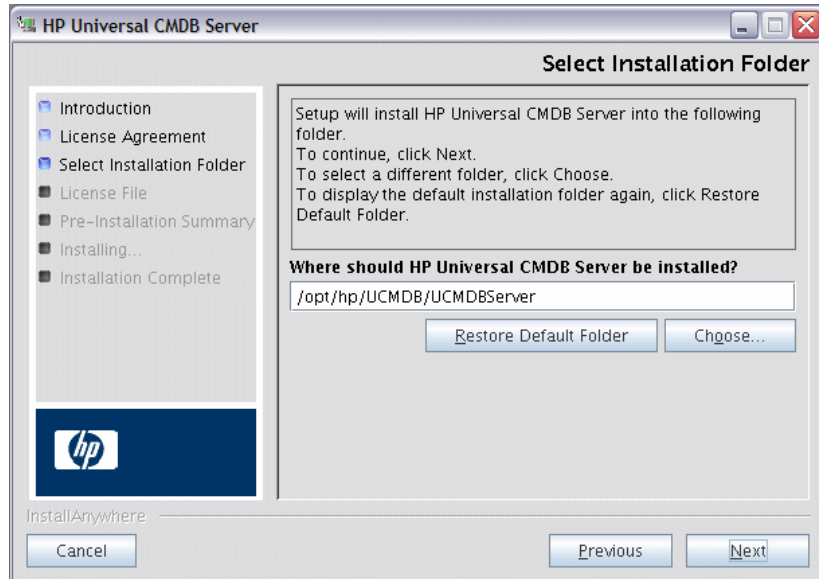 HP Universal CMDB Server
Select Installation Folder
Introduction
License Agreement
Select Installation Folder
License File
Pre-Installation Summary
Installing...
Installation Complete
Setup will install HP Universal CMDB Server into the following
folder.
To continue, click Next.
To select a different folder, click Choose.
To display the default installation folder again, click Restore
Default Folder.
Where should HP Universal CMDB Server be installed?
/opt/hp/UCMDB/UCMDBServer
Restore Default Folder
Choose...
hp
InstallAnywhere
Cancel
Previous
Next